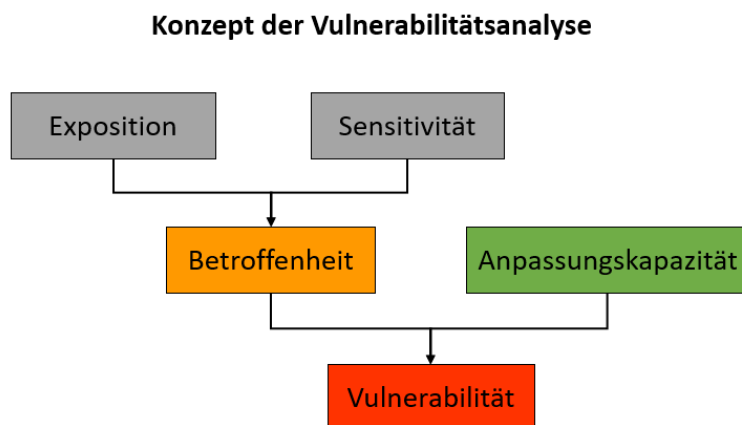 Konzept der Vulnerabilitätsanalyse
Exposition
Sensitivität
Betroffenheit
Anpassungskapazität
Vulnerabilität